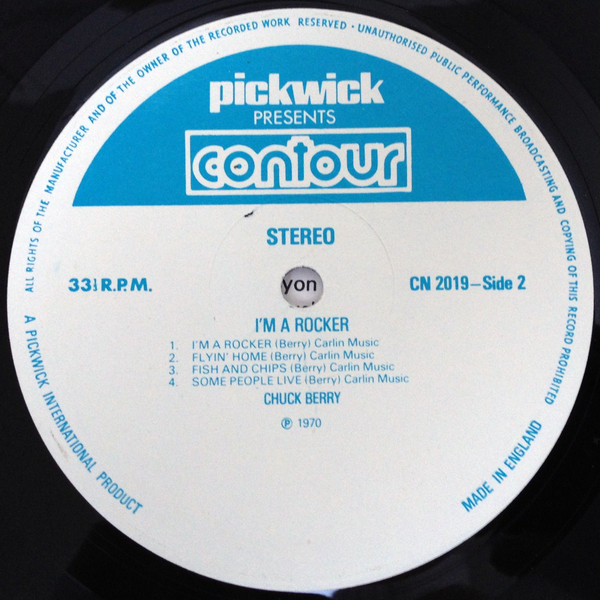 ALL RIGHTS OF THE MANUFACTURER AND OF THE OWNER OF THE RECORDED WORK RESERVED · UNAUTHORISED PUBLIC PERFORMANCE BROADCASTING AND COPYING OF THIS RECORD PROHIBITED
pickwick
PRESENTS
contour
STEREO
33⅓ R.P.M.
yon
CN 2019–Side 2
I'M A ROCKER
1. I'M A ROCKER (Berry) Carlin Music
2. FLYIN' HOME (Berry) Carlin Music
3. FISH AND CHIPS (Berry) Carlin Music
4. SOME PEOPLE LIVE (Berry) Carlin Music
CHUCK BERRY
℗ 1970
A PICKWICK INTERNATIONAL PRODUCT
MADE IN ENGLAND